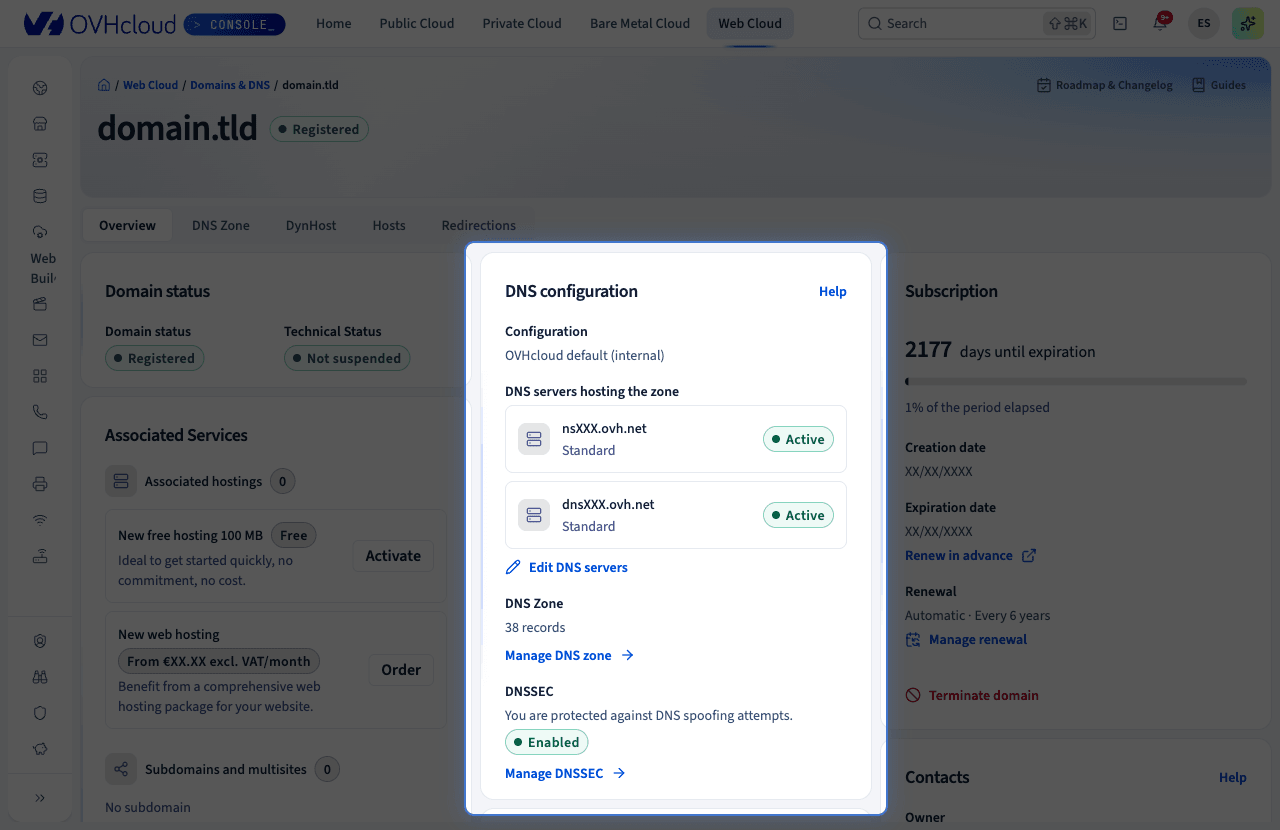 OVHcloud > CONSOLE_ Home Public Cloud Private Cloud Bare Metal Cloud Web Cloud Search ⇧⌘K 9+ ES
/ Web Cloud / Domains & DNS / domain.tld
Roadmap & Changelog Guides
domain.tld Registered
Overview DNS Zone DynHost Hosts Redirections
Web
Buil
Domain status
Domain status Technical Status
Registered Not suspended
Associated Services
Associated hostings 0
New free hosting 100 MB Free
Ideal to get started quickly, no
commitment, no cost.
Activate
New web hosting
From €XX.XX excl. VAT/month
Benefit from a comprehensive web
hosting package for your website.
Order
Subdomains and multisites 0
No subdomain
DNS configuration Help
Configuration
OVHcloud default (internal)
DNS servers hosting the zone
nsXXX.ovh.net
Standard
Active
dnsXXX.ovh.net
Standard
Active
Edit DNS servers
DNS Zone
38 records
Manage DNS zone
DNSSEC
You are protected against DNS spoofing attempts.
Enabled
Manage DNSSEC
Subscription
2177 days until expiration
1% of the period elapsed
Creation date
XX/XX/XXXX
Expiration date
XX/XX/XXXX
Renew in advance
Renewal
Automatic · Every 6 years
Manage renewal
Terminate domain
Contacts Help
Owner